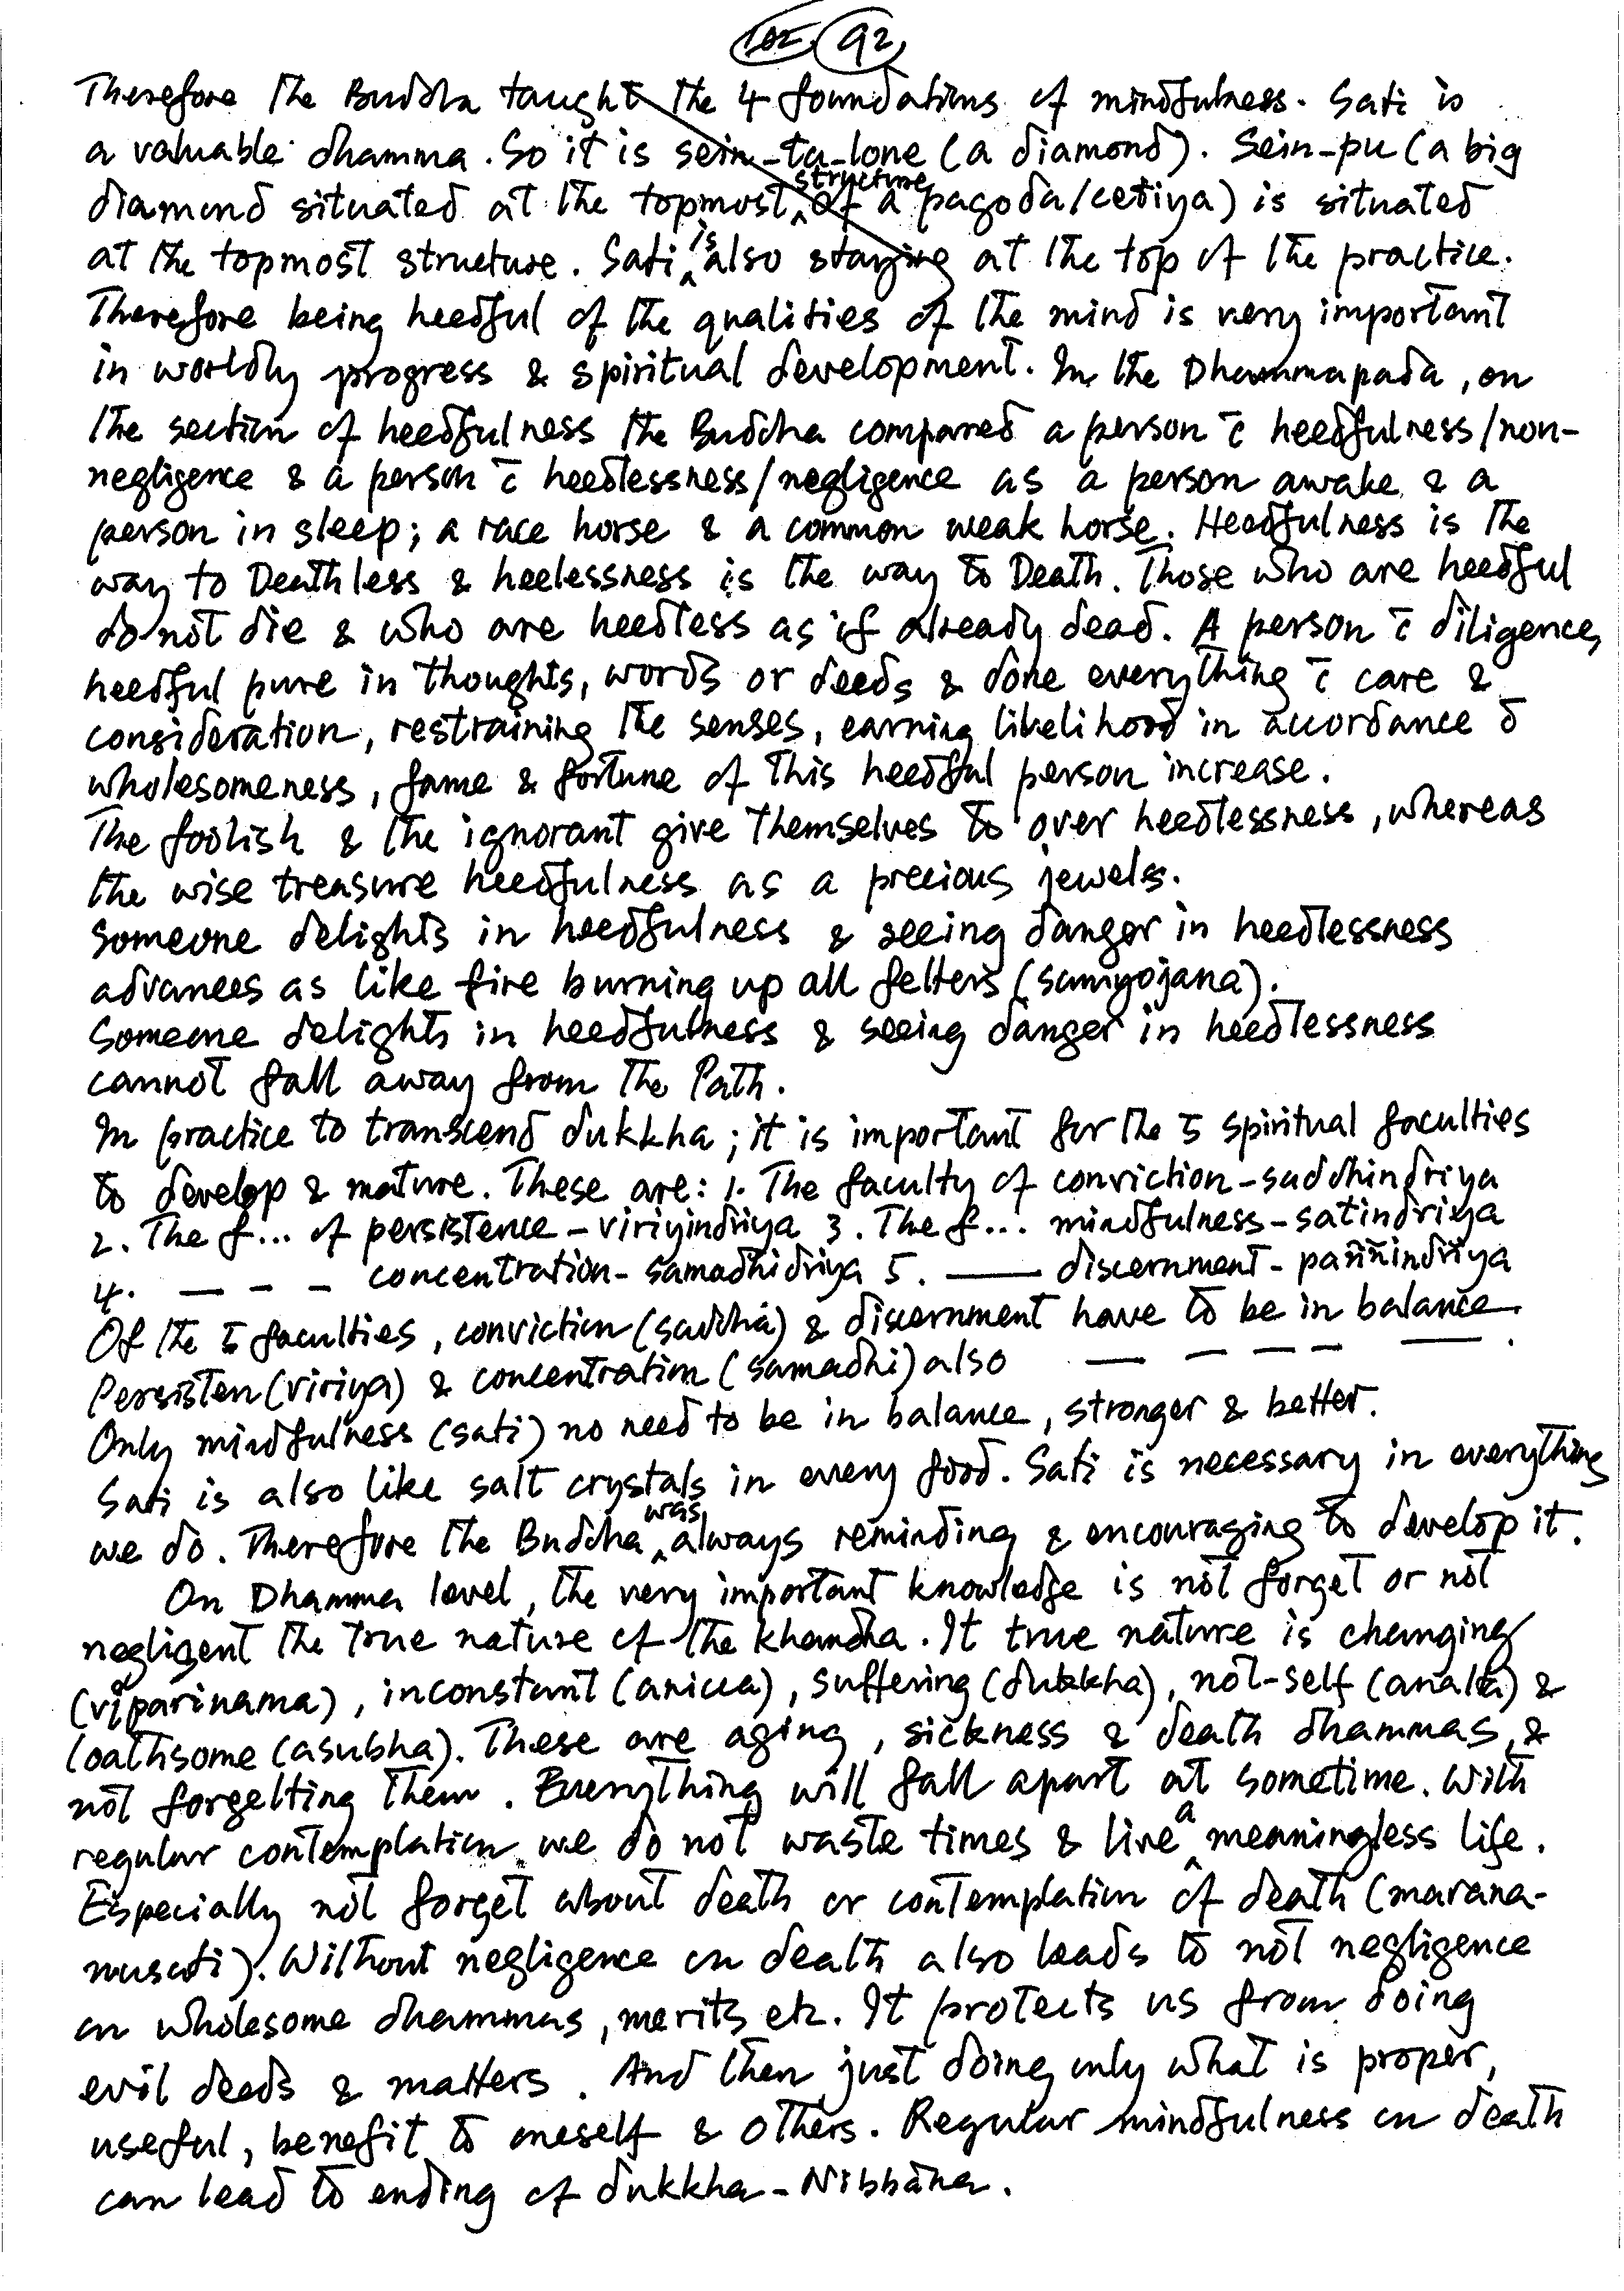 102 92
Therefore the Buddha taught the 4 foundations of mindfulness. Sati is
a valuable dhamma. So it is sein-ta-lone (a diamond). Sein-pu (a big
diamond situated at the topmost structure of a pagoda/cetiya) is situated
at the topmost structure. Sati is also staying at the top of the practice.
Therefore being heedful of the qualities of the mind is very important
in worldly progress & spiritual development. In the Dhammapada, on
the section of heedfulness the Buddha compared a person c̄ heedfulness/non-
negligence & a person c̄ heedlessness/negligence as a person awake & a
person in sleep; a race horse & a common weak horse. Heedfulness is the
way to Deathless & heelessness is the way to Death. Those who are heedful
do not die & who are heedless as if already dead. A person c̄ diligence,
heedful pure in thoughts, words or deeds & done everything c̄ care &
consideration, restraining the senses, earning likelihood in accordance c̄
wholesomeness, fame & fortune of this heedful person increase.
The foolish & the ignorant give themselves to over heedlessness, whereas
the wise treasure heedfulness as a precious jewels.
Someone delights in heedfulness & seeing danger in heedlessness
advances as like fire burning up all fetters (samyojana).
Someone delights in heedfulness & seeing danger in heedlessness
cannot fall away from the Path.
In practice to transcend dukkha; it is important for the 5 spiritual faculties
to develop & mature. These are: 1. The faculty of conviction-saddhindriya
2. The f... of persistence - viriyindriya 3. The f... mindfulness-satindriya
4. — - - concentration- samadhidriya 5. — discernment - paññindriya
Of the 5 faculties, conviction (saddhā) & discernment have to be in balance.
Persisten (viriya) & concentration (samadhi) also — - - - — .
Only mindfulness (sati) no need to be in balance, stronger & better.
Sati is also like salt crystals in every food. Sati is necessary in everything
we do. Therefore the Buddha was always reminding & encouraging to develop it.
On Dhamma level, the very important knowledge is not forget or not
negligent the true nature of the khandha. It true nature is changing
(viparinama), inconstant (anicca), suffering (dukkha), not-self (anatta) &
loathsome (asubha). These are aging, sickness & death dhammas, &
not forgetting them. Everything will fall apart at sometime. With
regular contemplation we do not waste times & live a meaningless life.
Especially not forget about death or contemplation of death (marana-
nusati). Without negligence on death also leads to not negligence
on wholesome dhammas, merits etc. It protects us from doing
evil deeds & matters. And then just doing only what is proper,
useful, benefit to oneself & others. Regular mindfulness on death
can lead to ending of dukkha - Nibbāna.